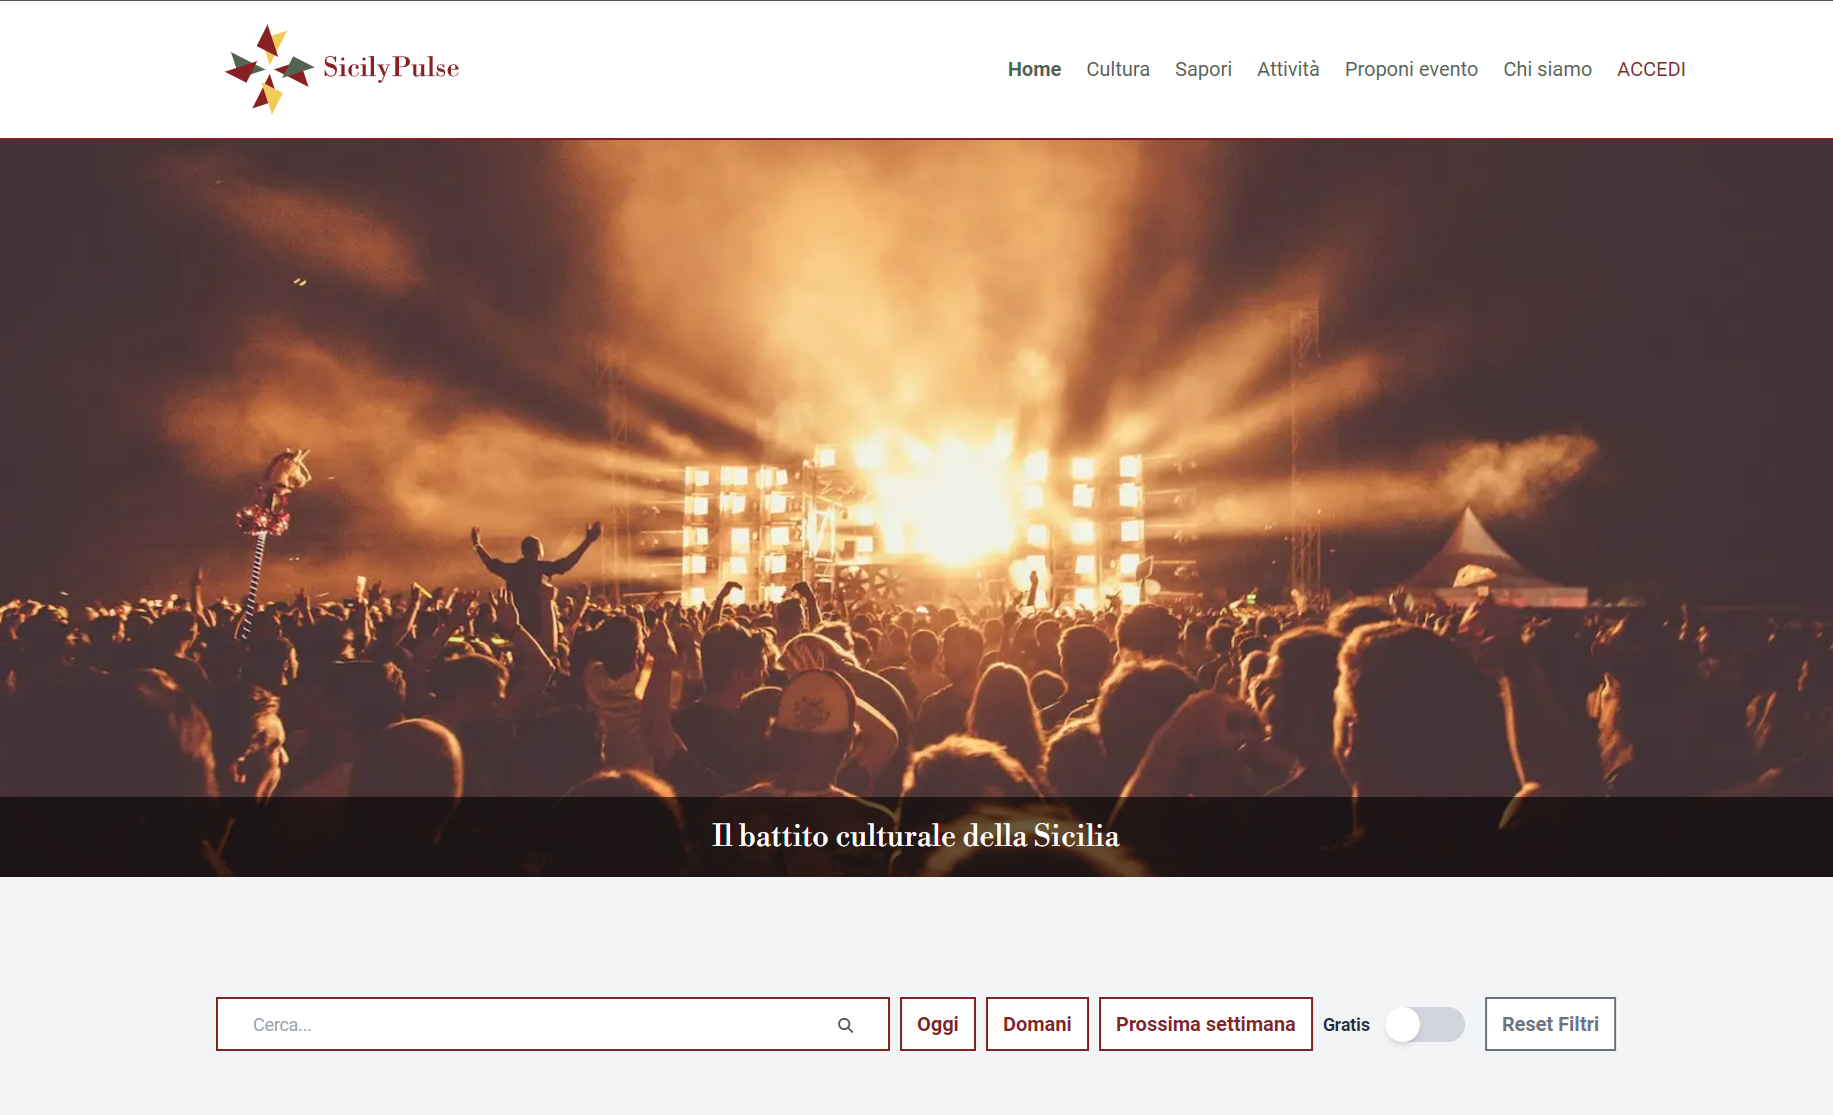 SicilyPulse
Home Cultura Sapori Attività Proponi evento Chi siamo ACCEDI
Il battito culturale della Sicilia
Cerca... Oggi Domani Prossima settimana Gratis Reset Filtri